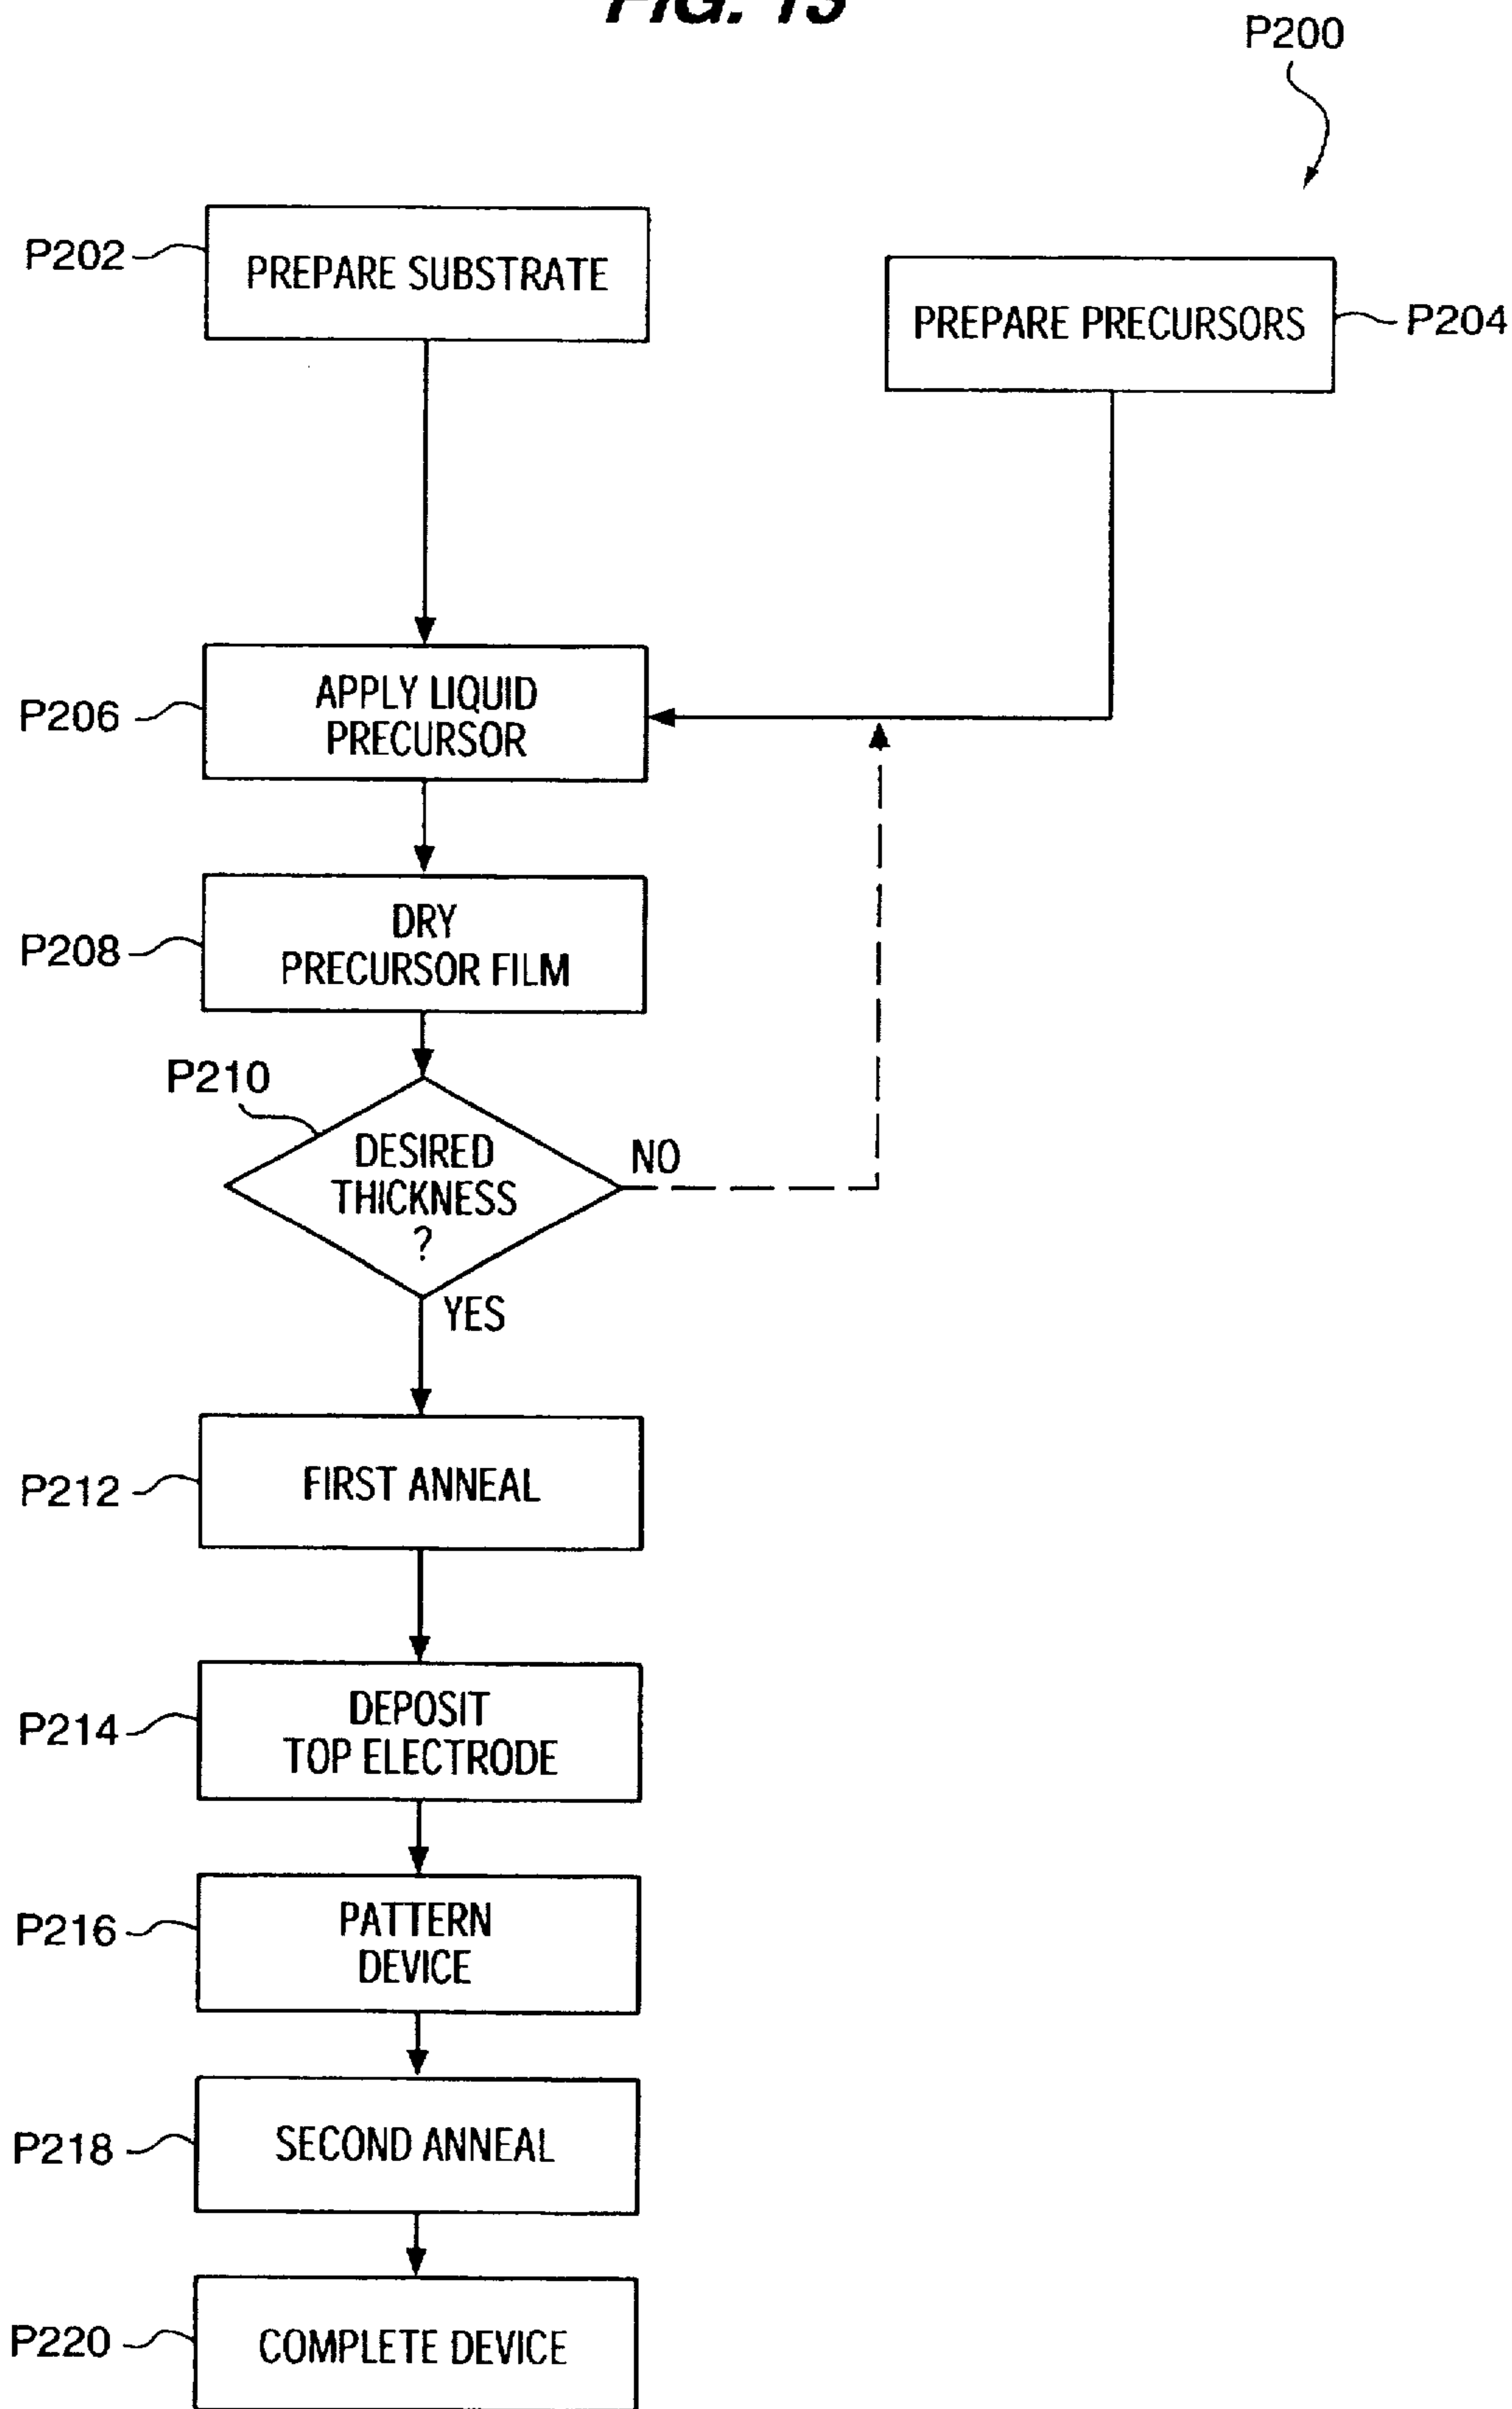 FIG. 13
P200
P202
PREPARE SUBSTRATE
PREPARE PRECURSORS
P204
P206
APPLY LIQUID
PRECURSOR
P208
DRY
PRECURSOR FILM
P210
DESIRED
THICKNESS
?
NO
YES
P212
FIRST ANNEAL
P214
DEPOSIT
TOP ELECTRODE
P216
PATTERN
DEVICE
P218
SECOND ANNEAL
P220
COMPLETE DEVICE